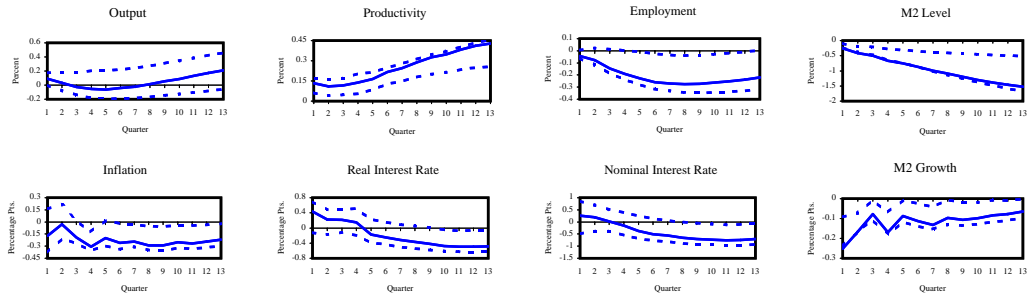 Output
Percent
0.6
0.4
0.2
0
-0.2
1 2 3 4 5 6 7 8 9 10 11 12 13
Quarter
Productivity
Percent
0.45
0.3
0.15
0
1 2 3 4 5 6 7 8 9 10 11 12 13
Quarter
Employment
Percent
0.1
0
-0.1
-0.2
-0.3
-0.4
1 2 3 4 5 6 7 8 9 10 11 12 13
Quarter
M2 Level
Percent
0
-0.5
-1
-1.5
-2
1 2 3 4 5 6 7 8 9 10 11 12 13
Quarter
Inflation
Percentage Pts.
0.3
0.15
0
-0.15
-0.3
-0.45
1 2 3 4 5 6 7 8 9 10 11 12 13
Quarter
Real Interest Rate
Percentage Pts.
0.8
0.4
0
-0.4
-0.8
1 2 3 4 5 6 7 8 9 10 11 12 13
Quarter
Nominal Interest Rate
Percentage Pts.
1
0.5
0
-0.5
-1
-1.5
1 2 3 4 5 6 7 8 9 10 11 12 13
Quarter
M2 Growth
Percentage Pts.
0
-0.1
-0.2
-0.3
1 2 3 4 5 6 7 8 9 10 11 12 13
Quarter